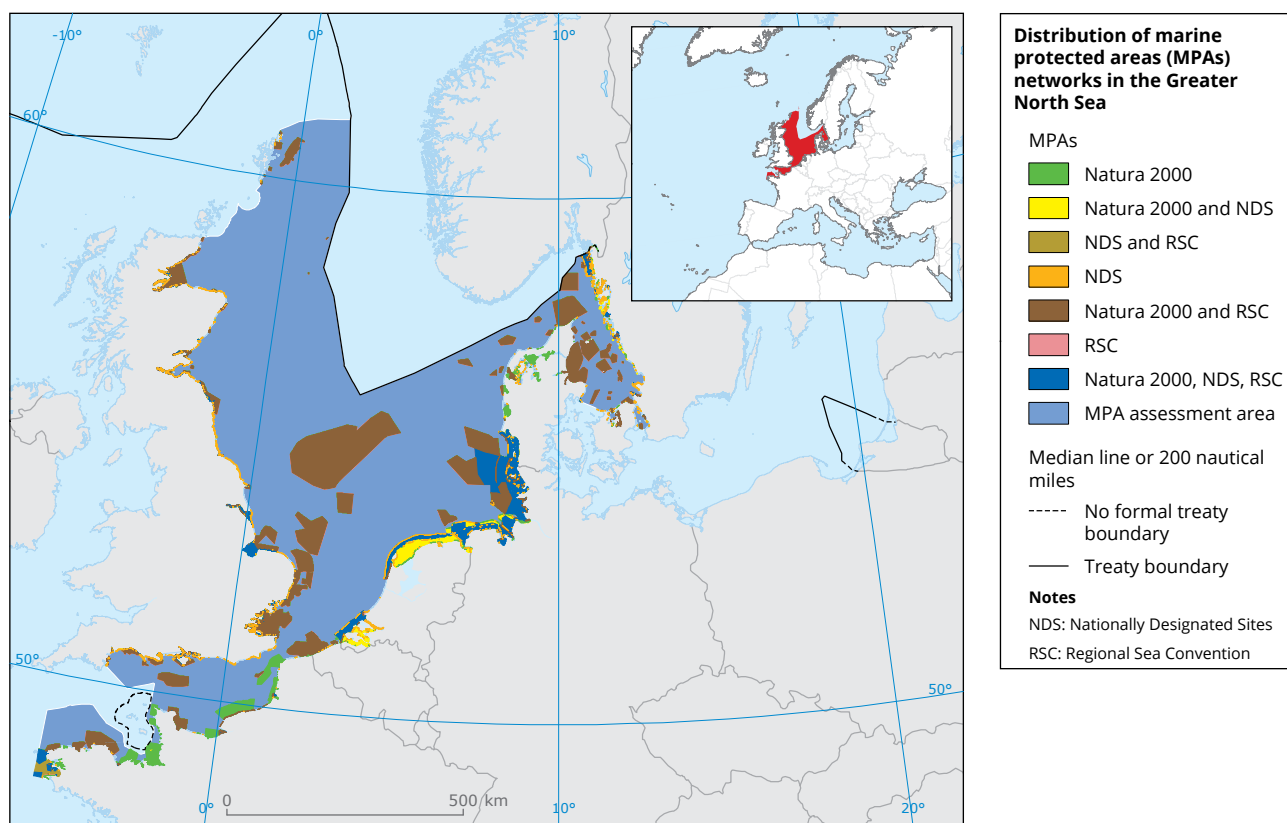 -10°
0°
10°
60°
50°
50°
0°
10°
20°
0
500 km
Distribution of marine
protected areas (MPAs)
networks in the Greater
North Sea
MPAs
Natura 2000
Natura 2000 and NDS
NDS and RSC
NDS
Natura 2000 and RSC
RSC
Natura 2000, NDS, RSC
MPA assessment area
Median line or 200 nautical
miles
No formal treaty
boundary
Treaty boundary
Notes
NDS: Nationally Designated Sites
RSC: Regional Sea Convention